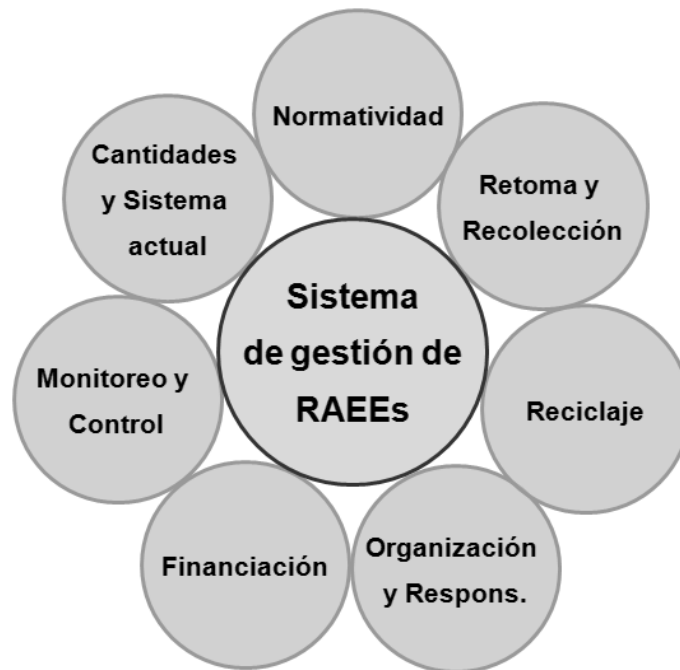 Normatividad
Retoma y
Recolección
Reciclaje
Organización
y Respons.
Financiación
Monitoreo y
Control
Cantidades
y Sistema
actual
Sistema
de gestión de
RAEEs